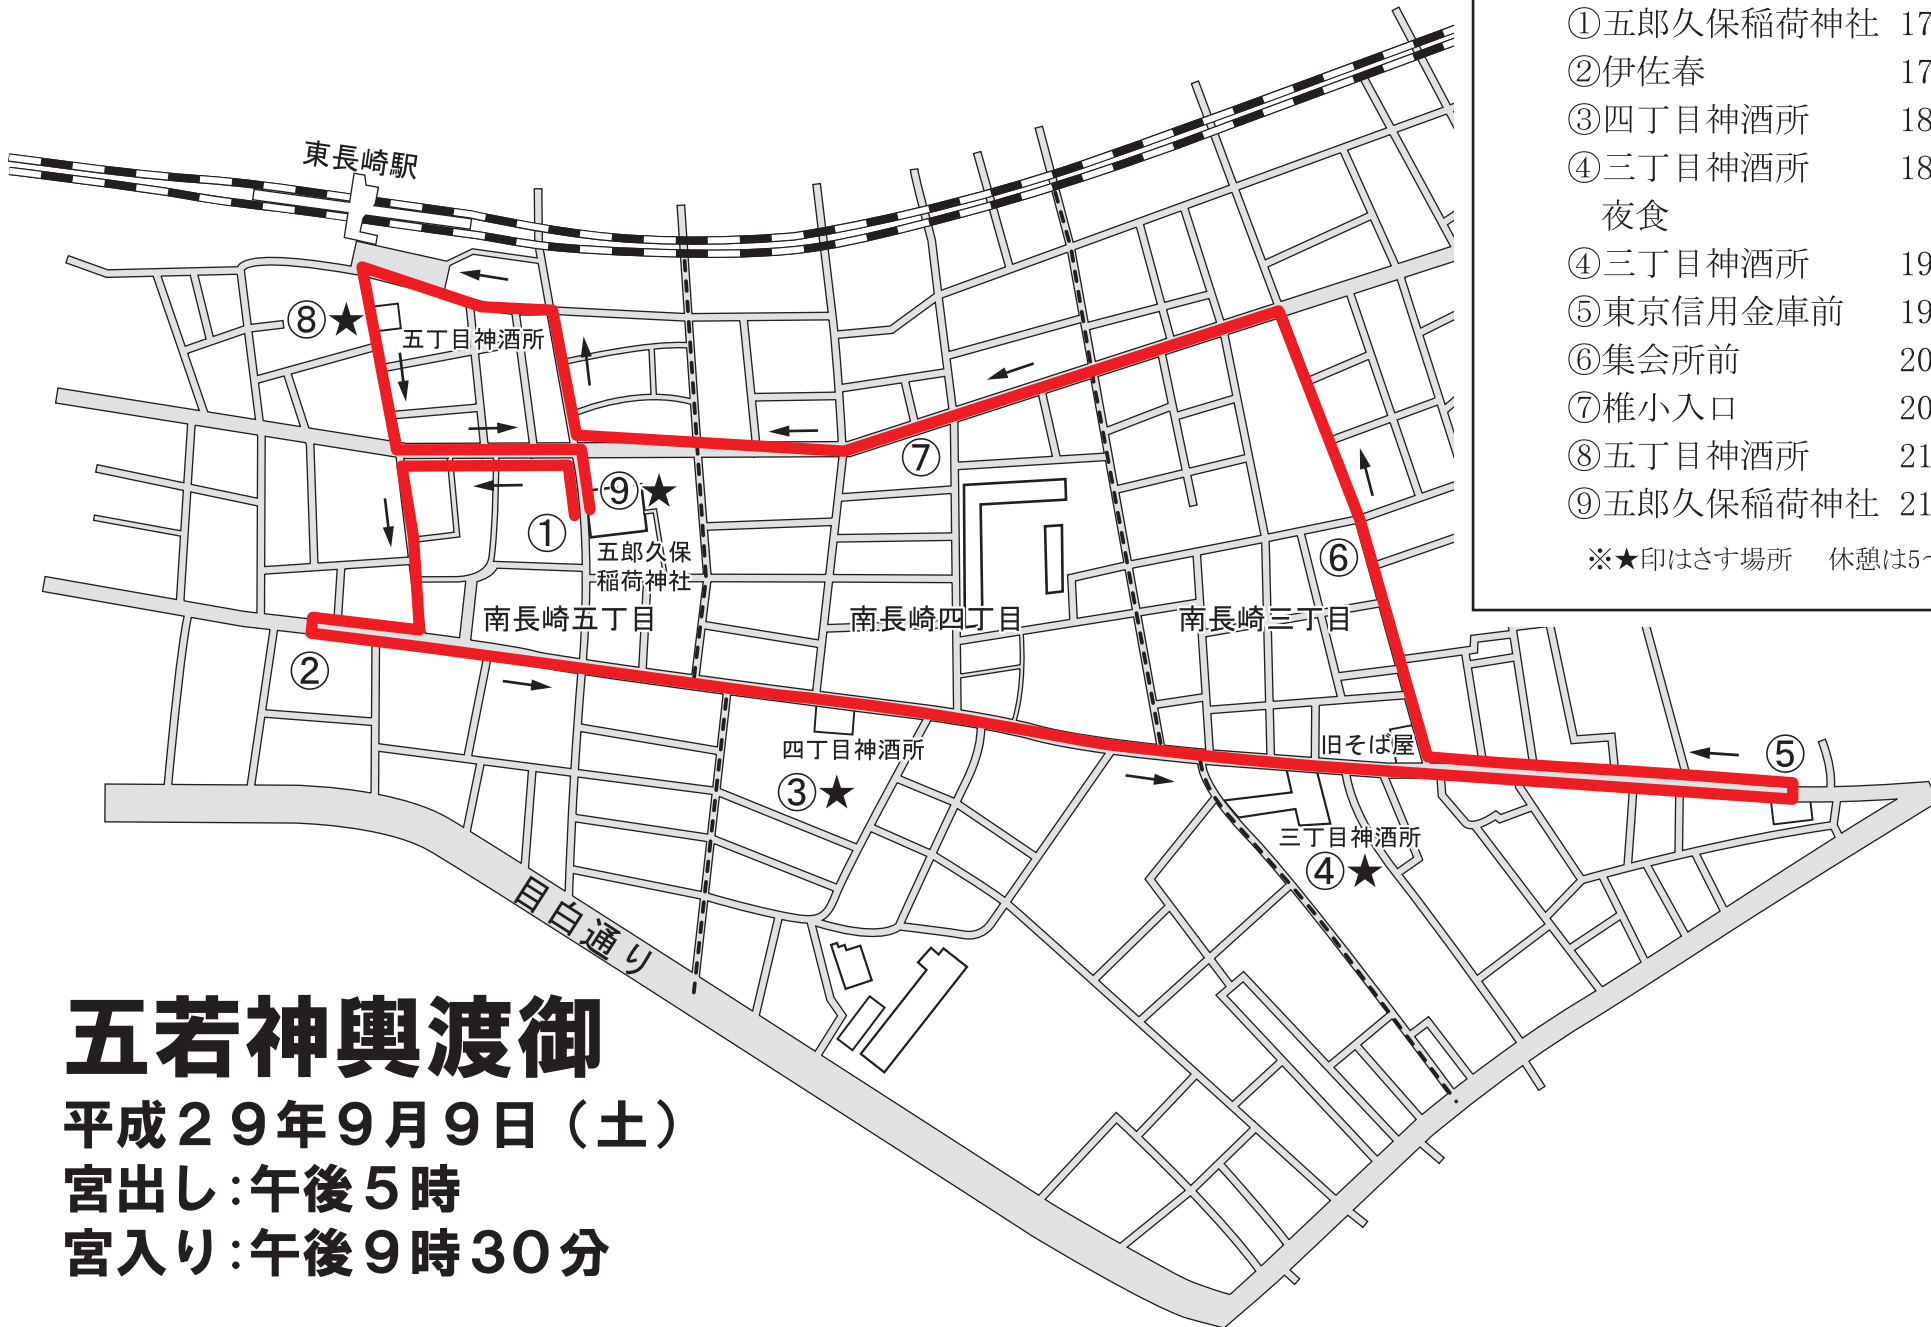 ①五郎久保稲荷神社 17
②伊佐春 17
③四丁目神酒所 18
④三丁目神酒所 18
夜食
④三丁目神酒所 19
⑤東京信用金庫前 19
⑥集会所前 20
⑦椎小入口 20
⑧五丁目神酒所 21
⑨五郎久保稲荷神社 21
※★印はさす場所 休憩は5~
東長崎駅
⑧★
五丁目神酒所
⑦
⑨★
①
五郎久保
稲荷神社
⑥
南長崎五丁目
南長崎四丁目
南長崎三丁目
②
四丁目神酒所
③★
旧そば屋
⑤
三丁目神酒所
④★
目白通り
五若神輿渡御
平成29年9月9日(土)
宮出し:午後5時
宮入り:午後9時30分